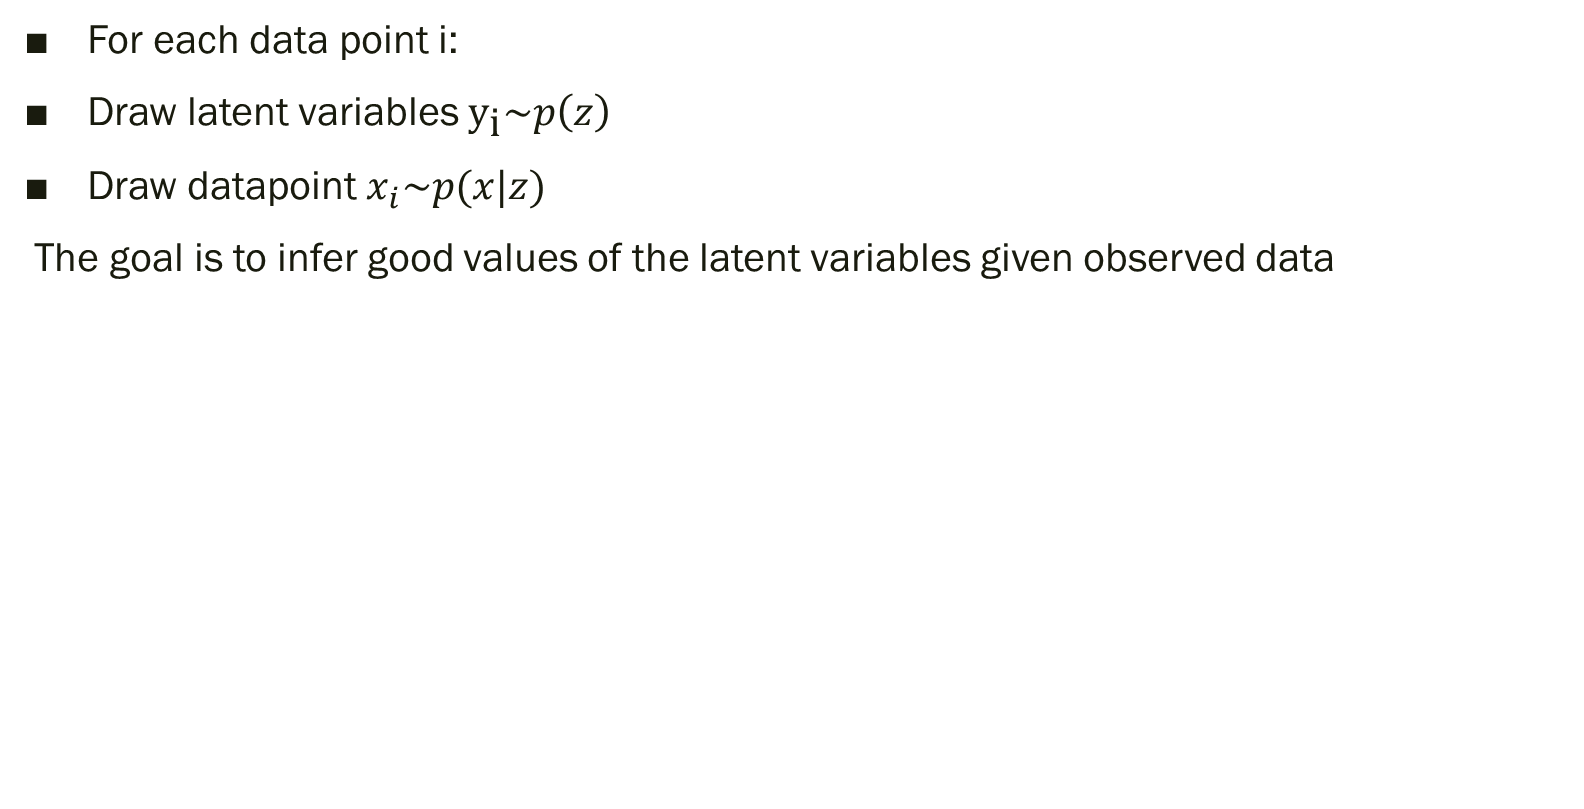 ■ For each data point i:
■ Draw latent variables yᵢ~p(z)
■ Draw datapoint xᵢ~p(x|z)
The goal is to infer good values of the latent variables given observed data